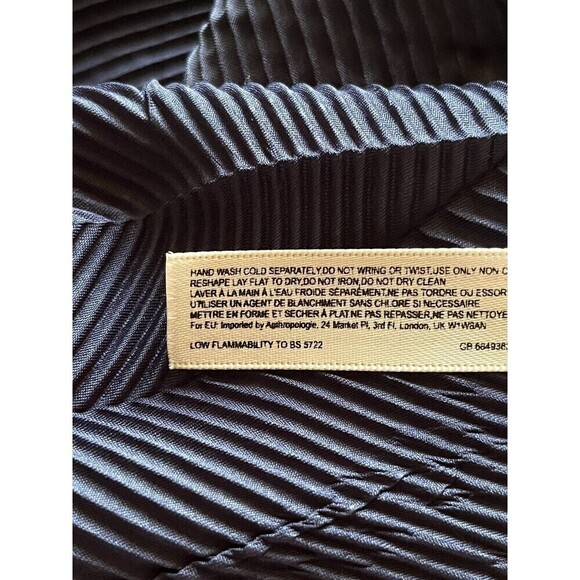 HAND WASH COLD SEPARATELY,DO NOT WRING OR TWIST,USE ONLY NON-C
RESHAPE LAY FLAT TO DRY,DO NOT IRON,DO NOT DRY CLEAN
LAVER À LA MAIN À L'EAU FROIDE SÉPARÉMENT,NE PAS TORDRE OU ESSOR
UTILISER UN AGENT DE BLANCHIMENT SANS CHLORE SI NECESSAIRE
METTRE EN FORME ET SÉCHER À PLAT,NE PAS REPASSER,NE PAS NETTOYE
For EU: Imported by Anthropologie, 24 Market Pl, 3rd Fl, London, UK W1W8AN
LOW FLAMMABILITY TO BS 5722
GB 6849382